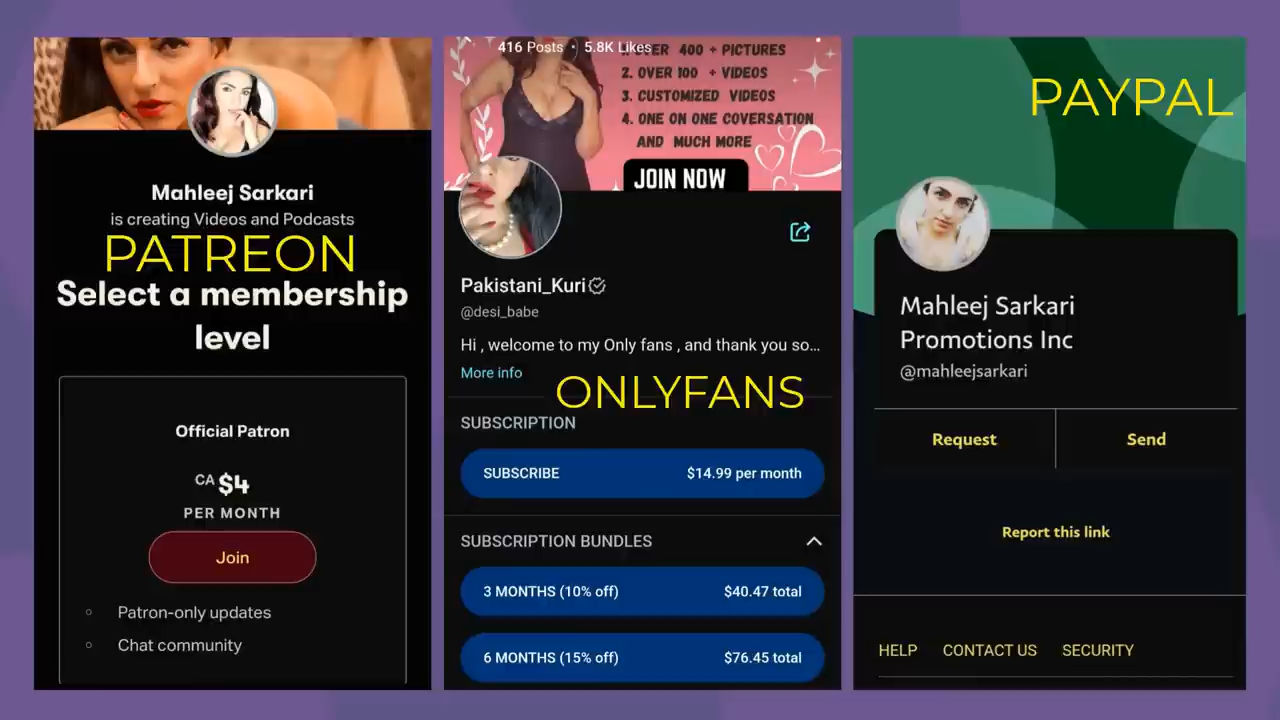 Mahleej Sarkari
is creating Videos and Podcasts
PATREON
Select a membership
level
Official Patron
CA $4
PER MONTH
Join
Patron-only updates
Chat community
416 Posts • 5.8K Likes
1. OVER 400 + PICTURES
2. OVER 100 + VIDEOS
3. CUSTOMIZED VIDEOS
4. ONE ON ONE COVERSATION
AND MUCH MORE
JOIN NOW
Pakistani_Kuri
@desi_babe
Hi , welcome to my Only fans , and thank you so...
More info
ONLYFANS
SUBSCRIPTION
SUBSCRIBE $14.99 per month
SUBSCRIPTION BUNDLES
3 MONTHS (10% off) $40.47 total
6 MONTHS (15% off) $76.45 total
PAYPAL
Mahleej Sarkari
Promotions Inc
@mahleejsarkari
Request Send
Report this link
HELP CONTACT US SECURITY